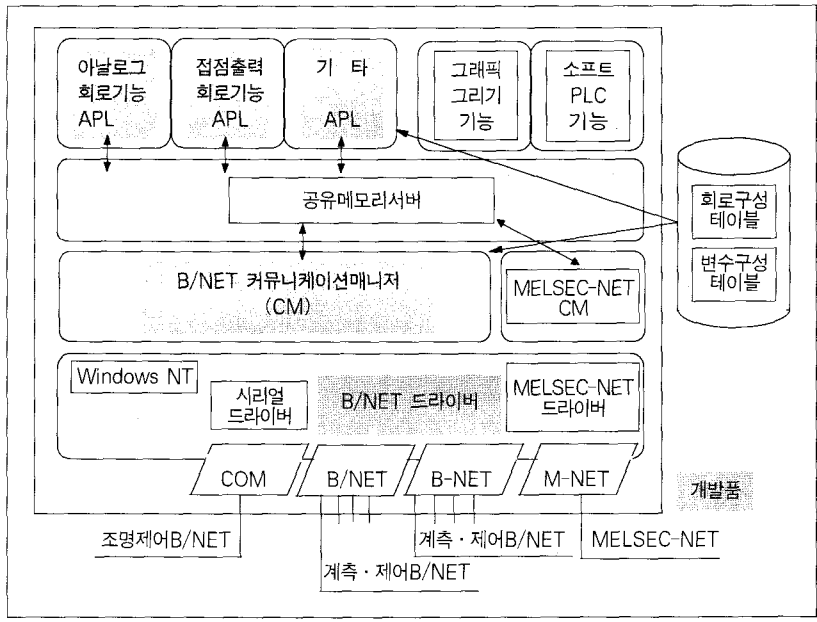 아날로그
회로기능
APL
접점출력
회로기능
APL
기 타
APL
그래픽
그리기
기능
소프트
PLC
기능
공유메모리서버
회로구성
테이블
변수구성
테이블
B/NET 커뮤니케이션매니저
(CM)
MELSEC-NET
CM
Windows NT
시리얼
드라이버
B/NET 드라이버
MELSEC-NET
드라이버
COM
B/NET
B-NET
M-NET
개발품
조명제어B/NET
계측·제어B/NET
MELSEC-NET
계측·제어B/NET